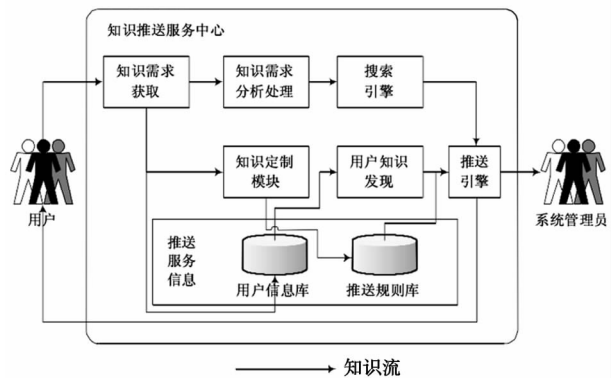 知识推送服务中心
知识需求
获取
知识需求
分析处理
搜索
引擎
知识定制
模块
用户知识
发现
推送
引擎
用户
系统管理员
推送
服务
信息
用户信息库
推送规则库
知识流